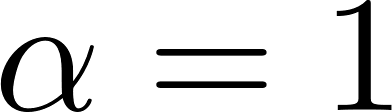 α = 1